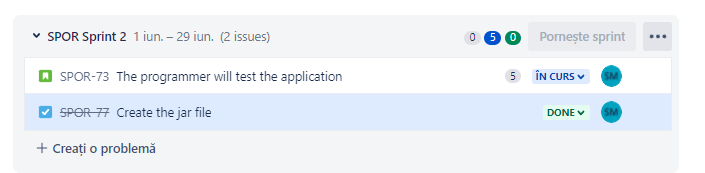 SPOR Sprint 2 1 iun. – 29 iun. (2 issues) 0 5 0 Pornește sprint
SPOR-73 The programmer will test the application 5 ÎN CURS SM
SPOR-77 Create the jar file DONE SM
+ Creați o problemă